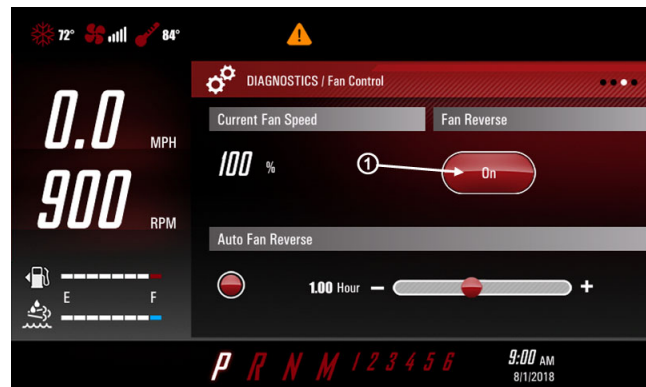 72° 84°
DIAGNOSTICS / Fan Control
Current Fan Speed Fan Reverse
0.0 MPH
100 %
1
On
900 RPM
Auto Fan Reverse
1.00 Hour − +
E F
P R N M 1 2 3 4 5 6
9:00 AM
8/1/2018